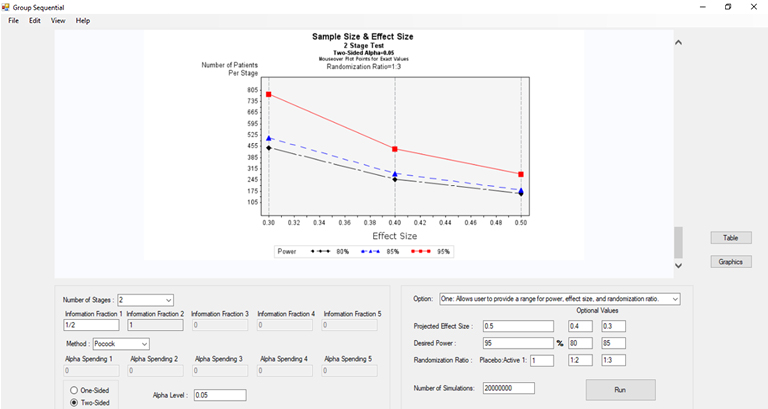 Group Sequential
File Edit View Help
Sample Size & Effect Size
2 Stage Test
Two-Sided Alpha=0.05
Mouseover Plot Points for Exact Values
Randomization Ratio=1:3
Number of Patients
Per Stage
805
735
665
595
525
455
385
315
245
175
105
0.30 0.32 0.34 0.36 0.38 0.40 0.42 0.44 0.46 0.48 0.50
Effect Size
Power 80% 85% 95%
Table
Graphics
Number of Stages : 2
Information Fraction 1 Information Fraction 2 Information Fraction 3 Information Fraction 4 Information Fraction 5
1/2 1 0 0 0
Method : Pocock
Alpha Spending 1 Alpha Spending 2 Alpha Spending 3 Alpha Spending 4 Alpha Spending 5
0 0 0 0 0
One-Sided
Two-Sided
Alpha Level : 0.05
Option: One: Allows user to provide a range for power, effect size, and randomization ratio.
Optional Values
Projected Effect Size : 0.5 0.4 0.3
Desired Power : 95 % 80 85
Randomization Ratio : Placebo:Active 1: 1 1:2 1:3
Number of Simulations: 20000000
Run